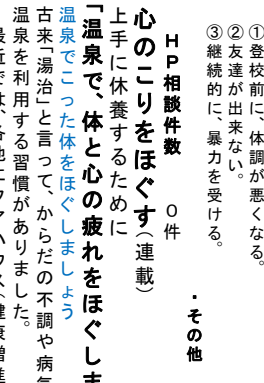 ①登校前に、体調が悪くなる。
②友達が出来ない。
③継続的に、暴力を受ける。
・その他
HP相談件数　0件
心のこりをほぐす(連載)
上手に休養するために
「温泉で、体と心の疲れをほぐしま
温泉でこった体をほぐしましょう
古来「湯治」と言って、からだの不調や病気
温泉を利用する習慣がありました。